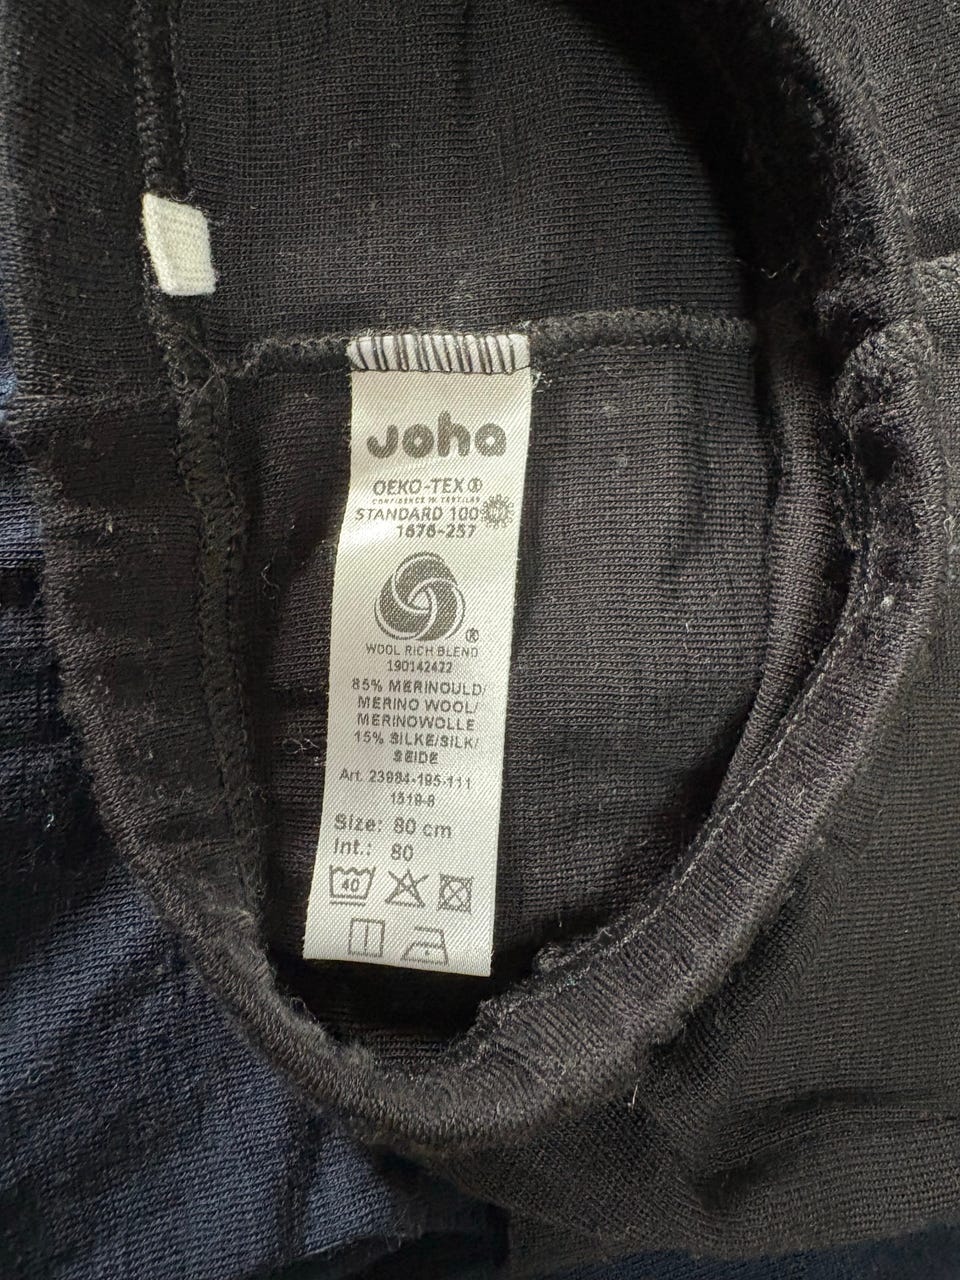 Joha
OEKO-TEX®
CONFIDENCE IN TEXTILES
STANDARD 100
1676-257
®
WOOL RICH BLEND
190142422
85% MERINOULD/
MERINO WOOL/
MERINOWOLLE
15% SILKE/SILK/
SEIDE
Art. 23984-195-111
1519-8
Size: 80 cm
Int.: 80
40